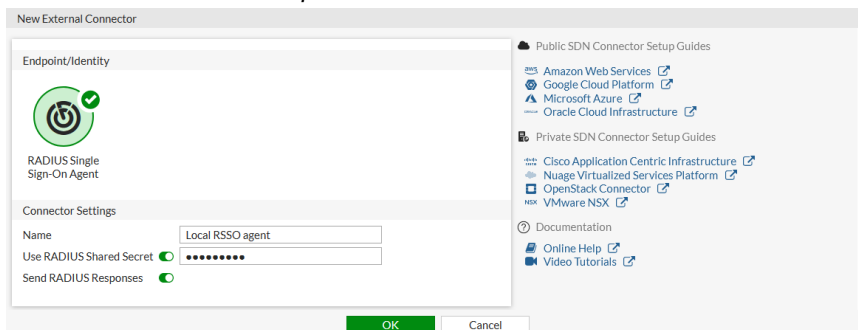 New External Connector
Endpoint/Identity
RADIUS Single
Sign-On Agent
Connector Settings
Name
Local RSSO agent
Use RADIUS Shared Secret
•••••••••
Send RADIUS Responses
OK
Cancel
Public SDN Connector Setup Guides
aws Amazon Web Services
Google Cloud Platform
Microsoft Azure
Oracle Cloud Infrastructure
Private SDN Connector Setup Guides
Cisco Application Centric Infrastructure
Nuage Virtualized Services Platform
OpenStack Connector
NSX VMware NSX
Documentation
Online Help
Video Tutorials